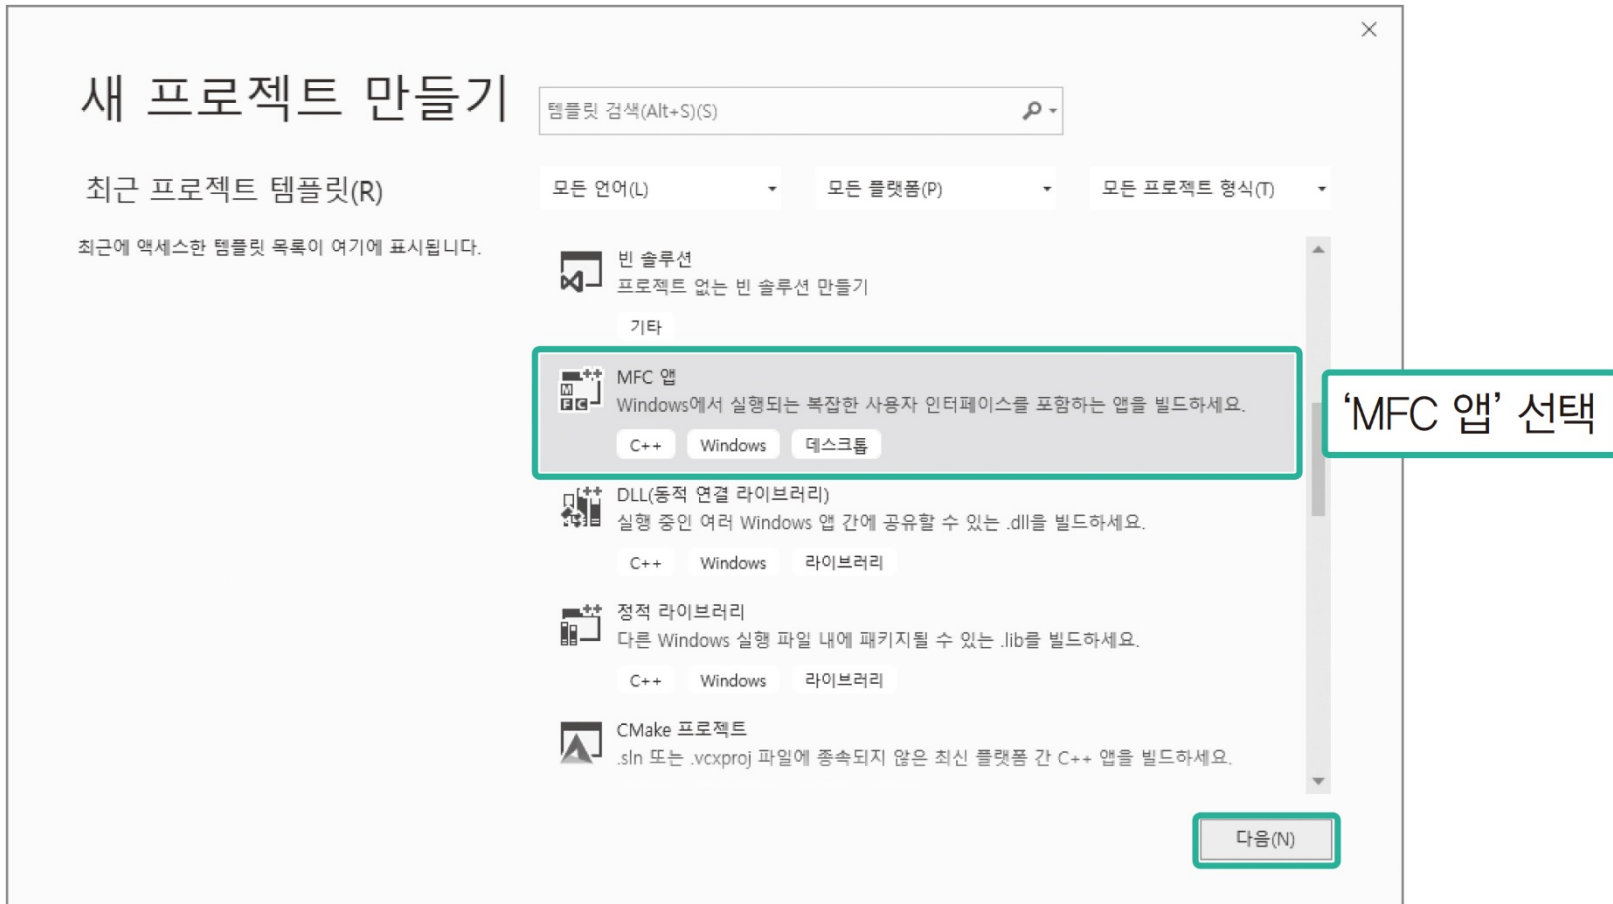 새 프로젝트 만들기
템플릿 검색(Alt+S)(S)
최근 프로젝트 템플릿(R)
모든 언어(L)
모든 플랫폼(P)
모든 프로젝트 형식(T)
최근에 액세스한 템플릿 목록이 여기에 표시됩니다.
빈 솔루션
프로젝트 없는 빈 솔루션 만들기
기타
MFC 앱
Windows에서 실행되는 복잡한 사용자 인터페이스를 포함하는 앱을 빌드하세요.
C++ Windows 데스크톱
‘MFC 앱’ 선택
DLL(동적 연결 라이브러리)
실행 중인 여러 Windows 앱 간에 공유할 수 있는 .dll을 빌드하세요.
C++ Windows 라이브러리
정적 라이브러리
다른 Windows 실행 파일 내에 패키지될 수 있는 .lib를 빌드하세요.
C++ Windows 라이브러리
CMake 프로젝트
.sln 또는 .vcxproj 파일에 종속되지 않은 최신 플랫폼 간 C++ 앱을 빌드하세요.
다음(N)